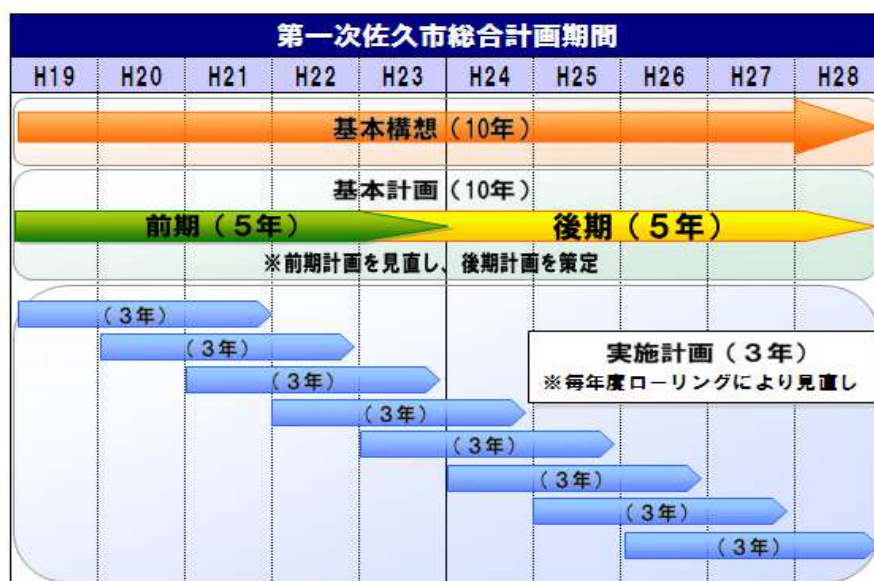 第一次佐久市総合計画期間
H19 H20 H21 H22 H23 H24 H25 H26 H27 H28
基本構想（10年）
基本計画（10年）
前期（５年） 後期（５年）
※前期計画を見直し、後期計画を策定
（３年）
（３年）
（３年）
（３年）
（３年）
（３年）
（３年）
（３年）
実施計画（３年）
※毎年度ローリングにより見直し